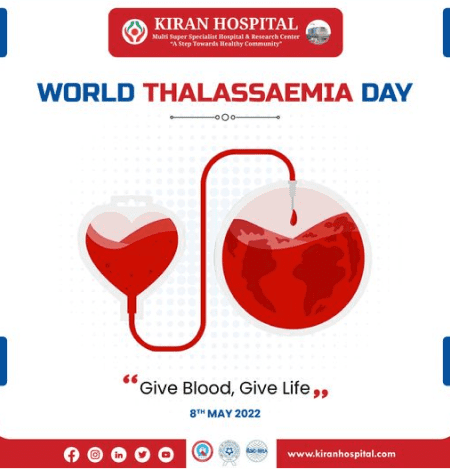 KIRAN HOSPITAL
Multi Super Specialist Hospital & Research Center
"A Step Towards Healthy Community"
WORLD THALASSAEMIA DAY
“Give Blood, Give Life„
8TH MAY 2022
www.kiranhospital.com